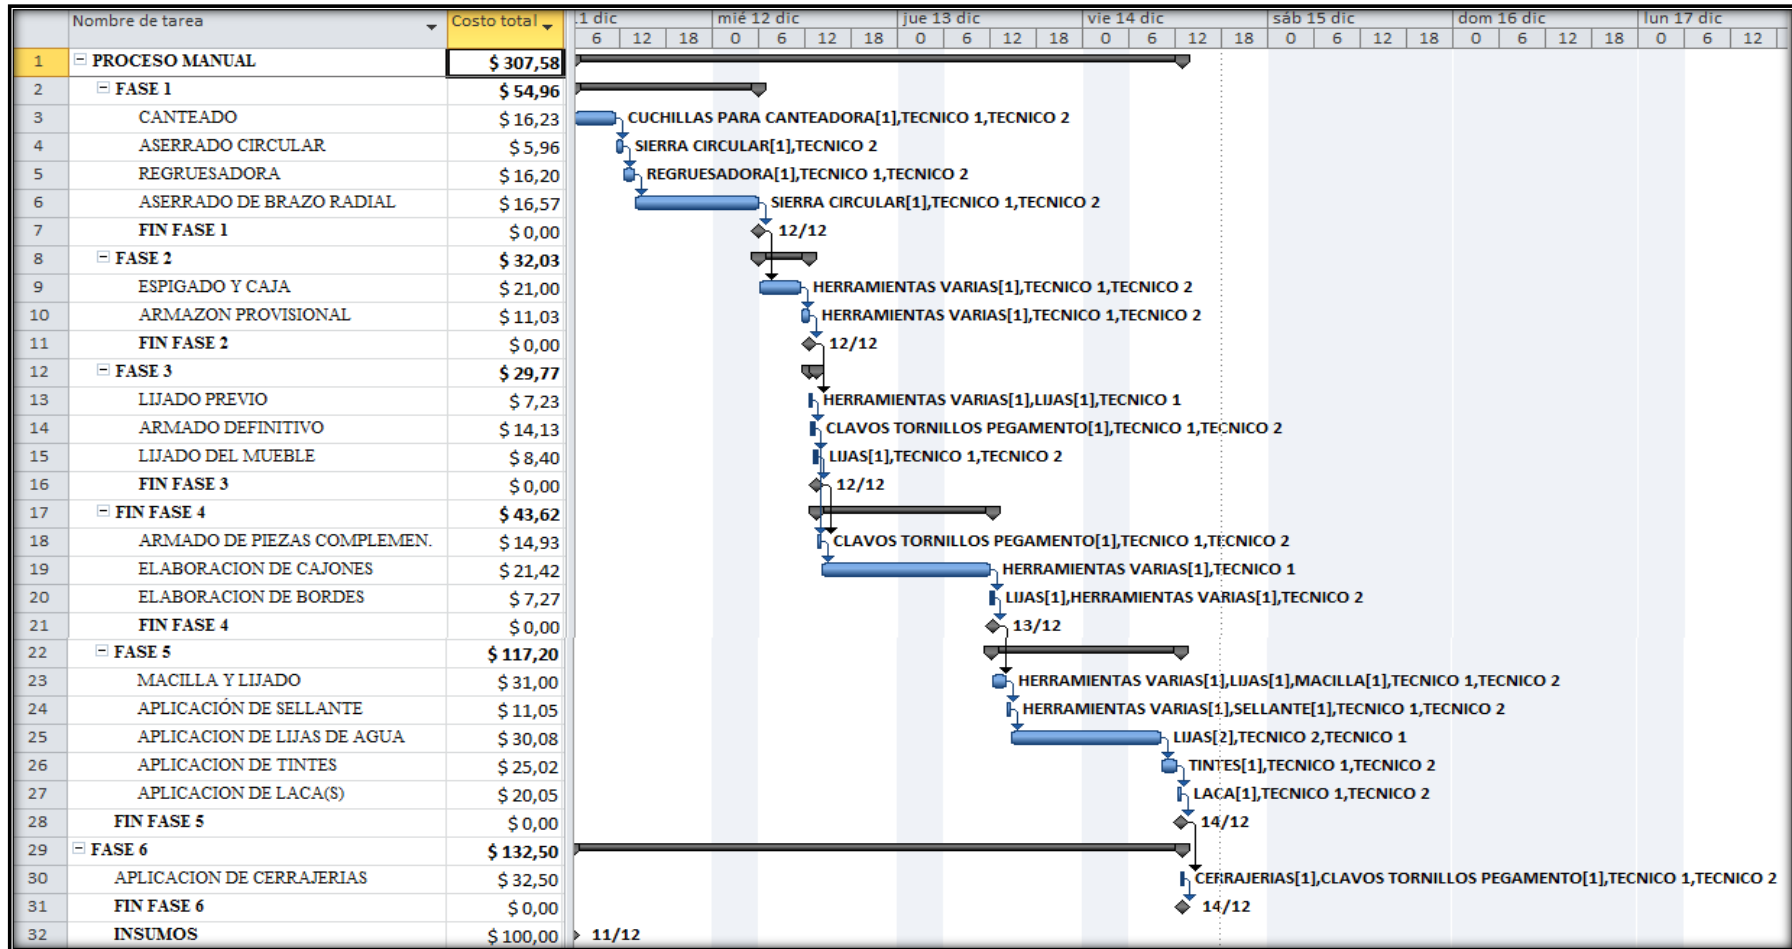 Nombre de tarea Costo total 11 dic mié 12 dic jue 13 dic vie 14 dic sáb 15 dic dom 16 dic lun 17 dic
6 12 18 0 6 12 18 0 6 12 18 0 6 12 18 0 6 12 18 0 6 12 18 0 6 12
1 PROCESO MANUAL $ 307,58
2 FASE 1 $ 54,96
3 CANTEADO $ 16,23 CUCHILLAS PARA CANTEADORA[1],TECNICO 1,TECNICO 2
4 ASERRADO CIRCULAR $ 5,96 SIERRA CIRCULAR[1],TECNICO 2
5 REGRUESADORA $ 16,20 REGRUESADORA[1],TECNICO 1,TECNICO 2
6 ASERRADO DE BRAZO RADIAL $ 16,57 SIERRA CIRCULAR[1],TECNICO 1,TECNICO 2
7 FIN FASE 1 $ 0,00 12/12
8 FASE 2 $ 32,03
9 ESPIGADO Y CAJA $ 21,00 HERRAMIENTAS VARIAS[1],TECNICO 1,TECNICO 2
10 ARMAZON PROVISIONAL $ 11,03 HERRAMIENTAS VARIAS[1],TECNICO 1,TECNICO 2
11 FIN FASE 2 $ 0,00 12/12
12 FASE 3 $ 29,77
13 LIJADO PREVIO $ 7,23 HERRAMIENTAS VARIAS[1],LIJAS[1],TECNICO 1
14 ARMADO DEFINITIVO $ 14,13 CLAVOS TORNILLOS PEGAMENTO[1],TECNICO 1,TECNICO 2
15 LIJADO DEL MUEBLE $ 8,40 LIJAS[1],TECNICO 1,TECNICO 2
16 FIN FASE 3 $ 0,00 12/12
17 FIN FASE 4 $ 43,62
18 ARMADO DE PIEZAS COMPLEMEN. $ 14,93 CLAVOS TORNILLOS PEGAMENTO[1],TECNICO 1,TECNICO 2
19 ELABORACION DE CAJONES $ 21,42 HERRAMIENTAS VARIAS[1],TECNICO 1
20 ELABORACION DE BORDES $ 7,27 LIJAS[1],HERRAMIENTAS VARIAS[1],TECNICO 2
21 FIN FASE 4 $ 0,00 13/12
22 FASE 5 $ 117,20
23 MACILLA Y LIJADO $ 31,00 HERRAMIENTAS VARIAS[1],LIJAS[1],MACILLA[1],TECNICO 1,TECNICO 2
24 APLICACIÓN DE SELLANTE $ 11,05 HERRAMIENTAS VARIAS[1],SELLANTE[1],TECNICO 1,TECNICO 2
25 APLICACION DE LIJAS DE AGUA $ 30,08 LIJAS[2],TECNICO 2,TECNICO 1
26 APLICACION DE TINTES $ 25,02 TINTES[1],TECNICO 1,TECNICO 2
27 APLICACION DE LACA(S) $ 20,05 LACA[1],TECNICO 1,TECNICO 2
28 FIN FASE 5 $ 0,00 14/12
29 FASE 6 $ 132,50
30 APLICACION DE CERRAJERIAS $ 32,50 CERRAJERIAS[1],CLAVOS TORNILLOS PEGAMENTO[1],TECNICO 1,TECNICO 2
31 FIN FASE 6 $ 0,00 14/12
32 INSUMOS $ 100,00 11/12